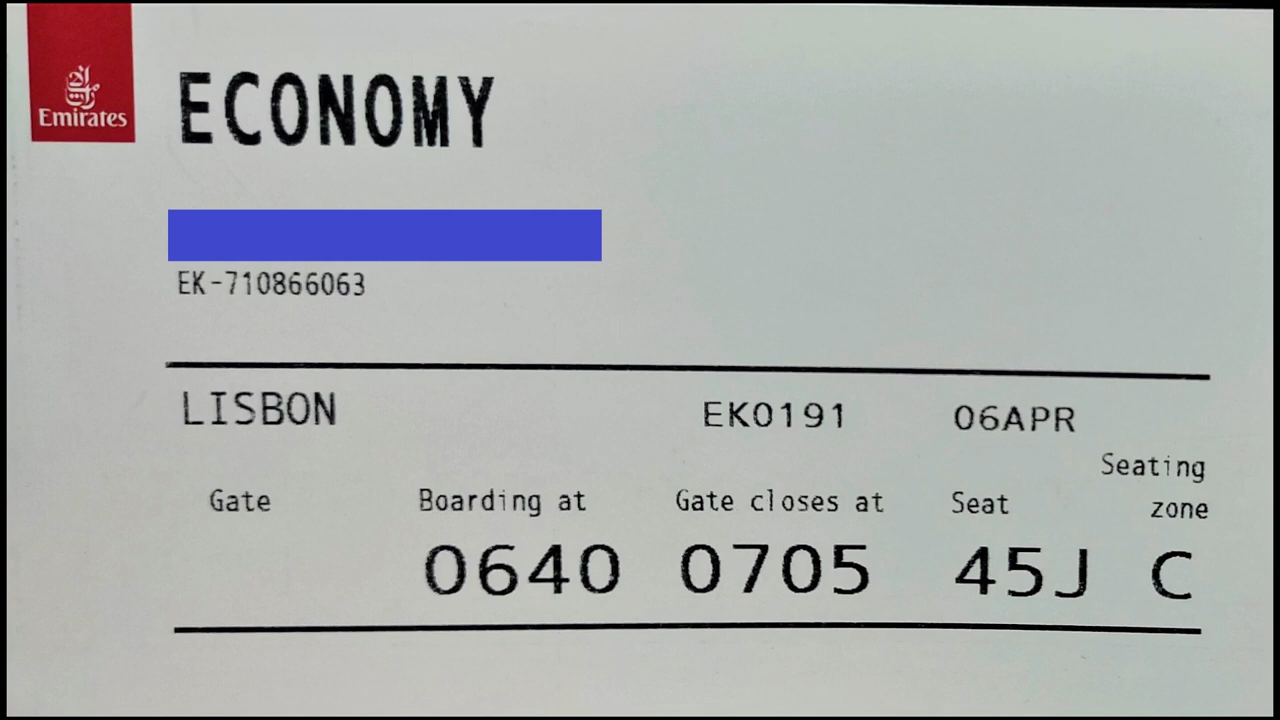 Emirates
ECONOMY
EK-710866063
LISBON EK0191 06APR
Seating
Gate Boarding at Gate closes at Seat zone
0640 0705 45J C